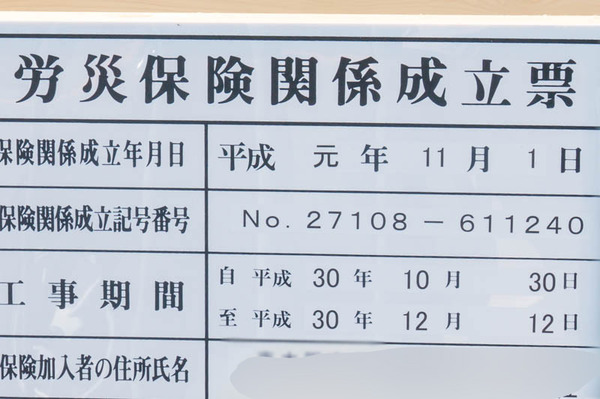 労災保険関係成立票
保険関係成立年月日 平成 元 年 11 月 1 日
保険関係成立記号番号 No. 27108-611240
工事期間 自 平成 30 年 10 月 30 日
至 平成 30 年 12 月 12 日
保険加入者の住所氏名